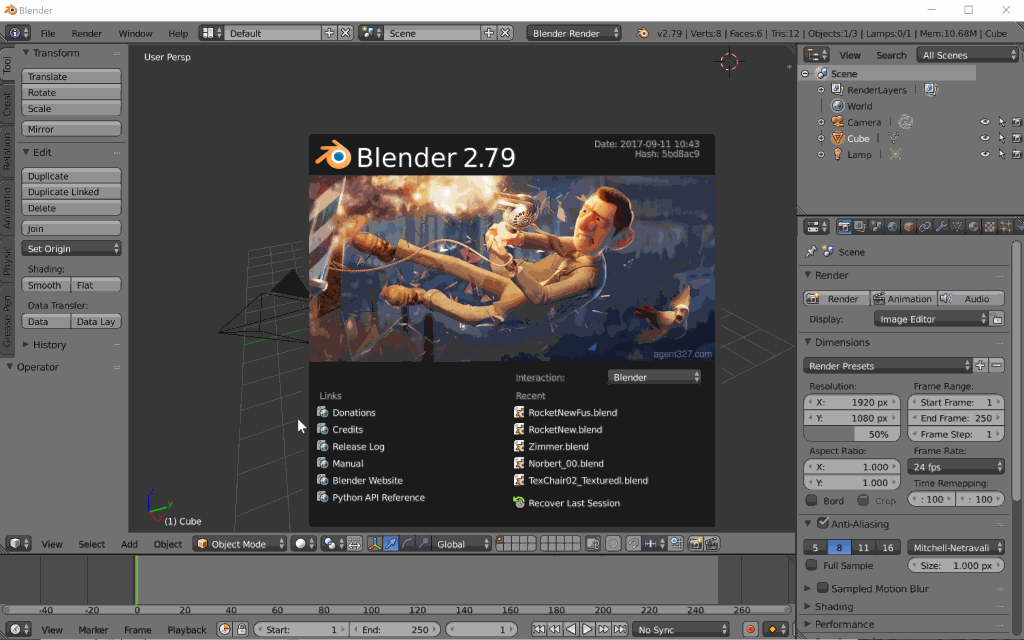 Blender
File Render Window Help Default Scene Blender Render v2.79 | Verts:8 | Faces:6 | Tris:12 | Objects:1/3 | Lamps:0/1 | Mem:10.68M | Cube
Tool
Creat
Relation
Animatio
Physic
Grease Pen
Transform
Translate
Rotate
Scale
Mirror
Edit
Duplicate
Duplicate Linked
Delete
Join
Set Origin
Shading:
Smooth Flat
Data Transfer:
Data Data Lay
History
Operator
User Persp
Blender 2.79
Date: 2017-09-11 10:43
Hash: 5bd8ac9
agent327.com
Interaction: Blender
Links
Donations
Credits
Release Log
Manual
Blender Website
Python API Reference
Recent
RocketNewFus.blend
RocketNew.blend
Zimmer.blend
Norbert_00.blend
TexChair02_TexturedI.blend
Recover Last Session
(1) Cube
View Select Add Object Object Mode Global
-40 -20 0 20 40 60 80 100 120 140 160 180 200 220 240 260
View Marker Frame Playback Start: 1 End: 250 1 No Sync
View Search All Scenes
Scene
RenderLayers
World
Camera
Cube
Lamp
Scene
Render
Render Animation Audio
Display: Image Editor
Dimensions
Render Presets
Resolution: Frame Range:
X: 1920 px Start Frame: 1
Y: 1080 px End Frame: 250
50% Frame Step: 1
Aspect Ratio: Frame Rate:
X: 1.000 24 fps
Y: 1.000 Time Remapping:
Bord Crop : 100 : 100
Anti-Aliasing
5 8 11 16 Mitchell-Netravali
Full Sample Size: 1.000 px
Sampled Motion Blur
Shading
Performance